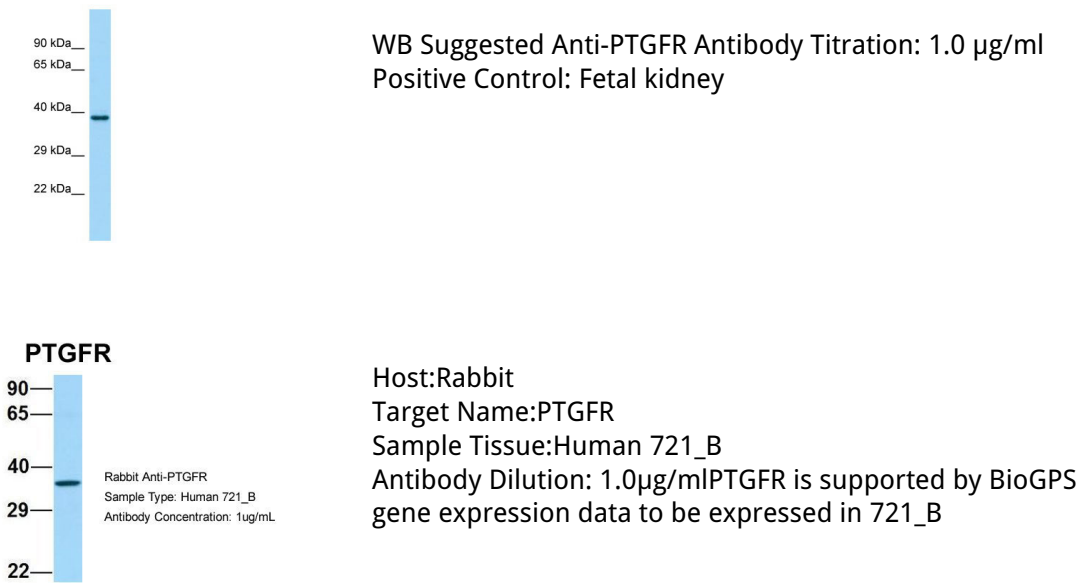 90 kDa__
65 kDa__
40 kDa__
29 kDa__
22 kDa__
WB Suggested Anti-PTGFR Antibody Titration: 1.0 μg/ml
Positive Control: Fetal kidney
PTGFR
90—
65—
40—
29—
22—
Rabbit Anti-PTGFR
Sample Type: Human 721_B
Antibody Concentration: 1ug/mL
Host:Rabbit
Target Name:PTGFR
Sample Tissue:Human 721_B
Antibody Dilution: 1.0μg/mlPTGFR is supported by BioGPS
gene expression data to be expressed in 721_B